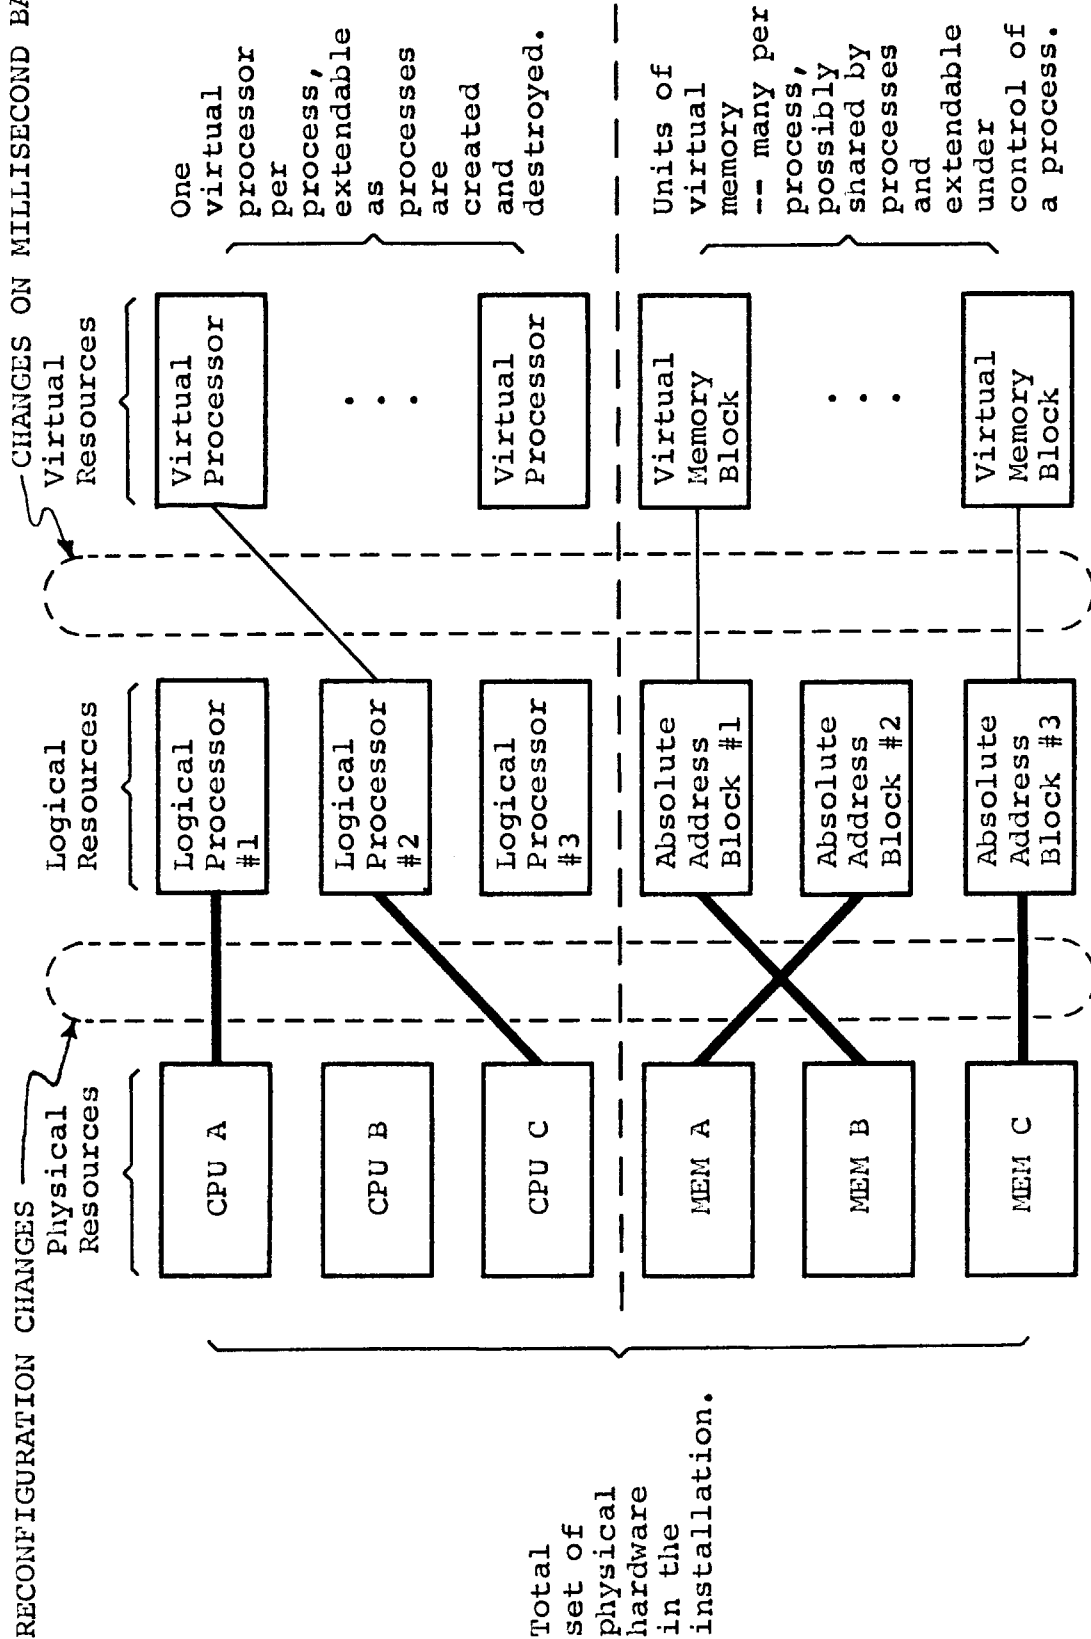 RECONFIGURATION CHANGES
CHANGES ON MILLISECOND
Physical
Resources
Logical
Resources
Virtual
Resources
CPU A
CPU B
CPU C
MEM A
MEM B
MEM C
Logical
Processor
#1
Logical
Processor
#2
Logical
Processor
#3
Absolute
Address
Block #1
Absolute
Address
Block #2
Absolute
Address
Block #3
Virtual
Processor
. . .
Virtual
Processor
Virtual
Memory
Block
. . .
Virtual
Memory
Block
Total
set of
physical
hardware
in the
installation.
One
virtual
processor
per
process,
extendable
as
processes
are
created
and
destroyed.
Units of
virtual
memory
-- many per
process,
possibly
shared by
processes
and
extendable
under
control of
a process.